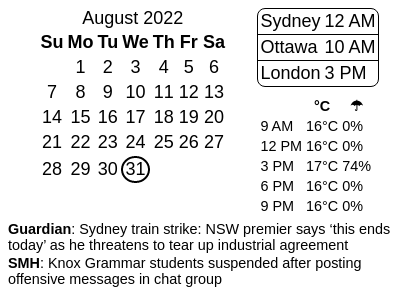 August 2022
Su Mo Tu We Th Fr Sa
1 2 3 4 5 6
7 8 9 10 11 12 13
14 15 16 17 18 19 20
21 22 23 24 25 26 27
28 29 30 31
Sydney 12 AM
Ottawa 10 AM
London 3 PM
°C ☂
9 AM 16°C 0%
12 PM 16°C 0%
3 PM 17°C 74%
6 PM 16°C 0%
9 PM 16°C 0%
Guardian: Sydney train strike: NSW premier says ‘this ends
today’ as he threatens to tear up industrial agreement
SMH: Knox Grammar students suspended after posting
offensive messages in chat group